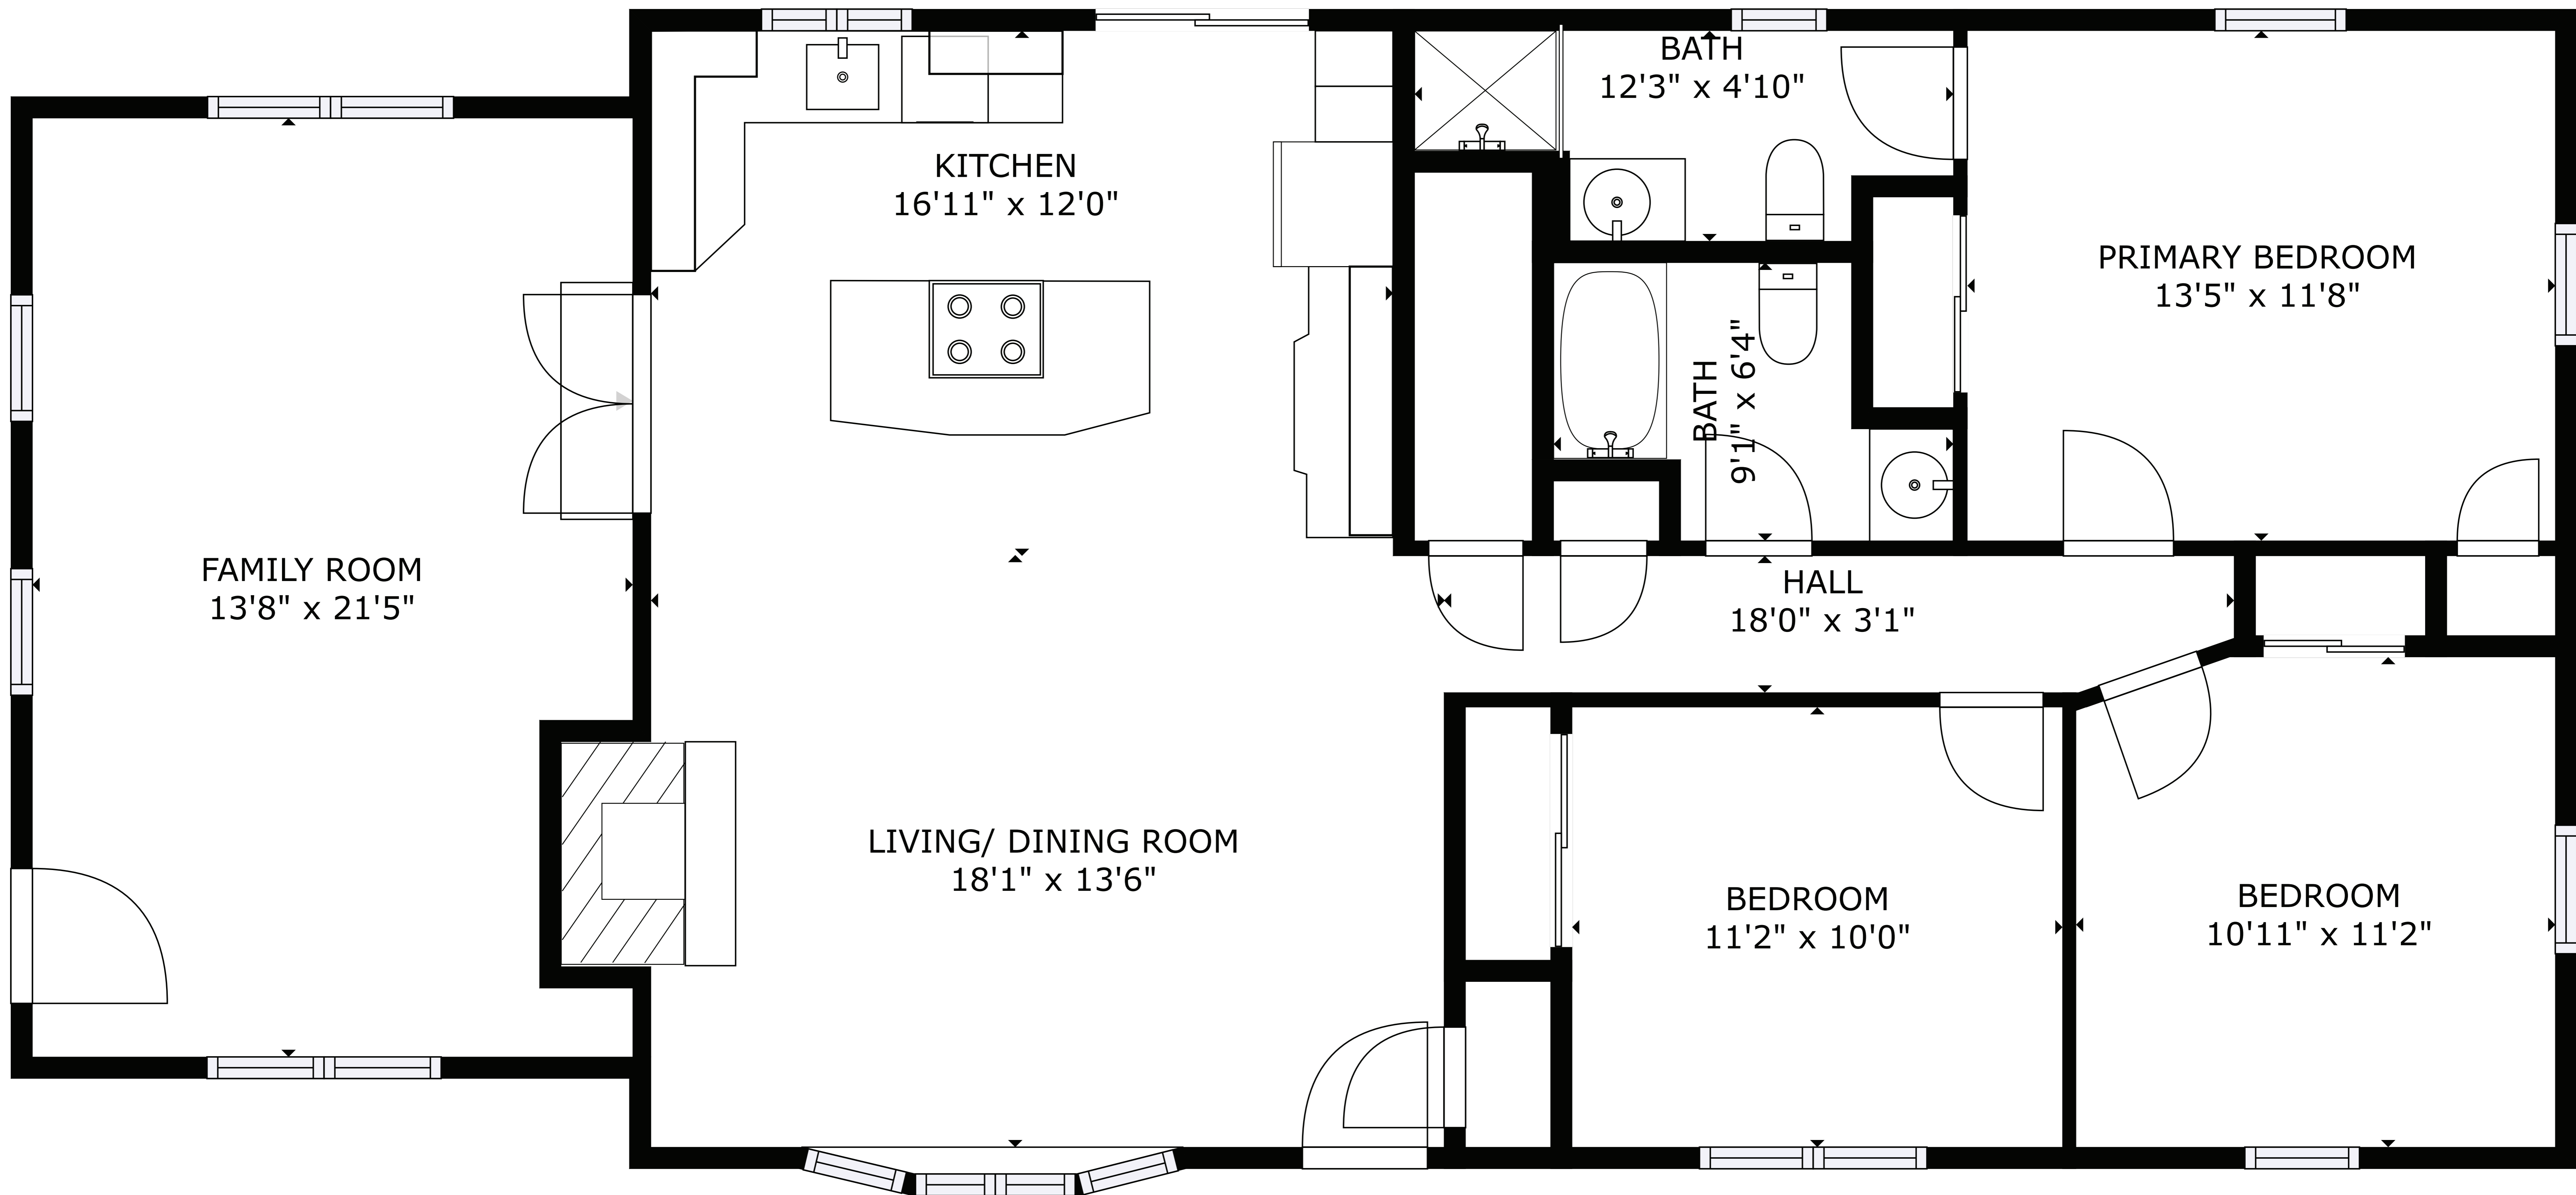 BATH
12'3" x 4'10"
KITCHEN
16'11" x 12'0"
PRIMARY BEDROOM
13'5" x 11'8"
BATH
9'1" x 6'4"
FAMILY ROOM
13'8" x 21'5"
HALL
18'0" x 3'1"
LIVING/ DINING ROOM
18'1" x 13'6"
BEDROOM
11'2" x 10'0"
BEDROOM
10'11" x 11'2"